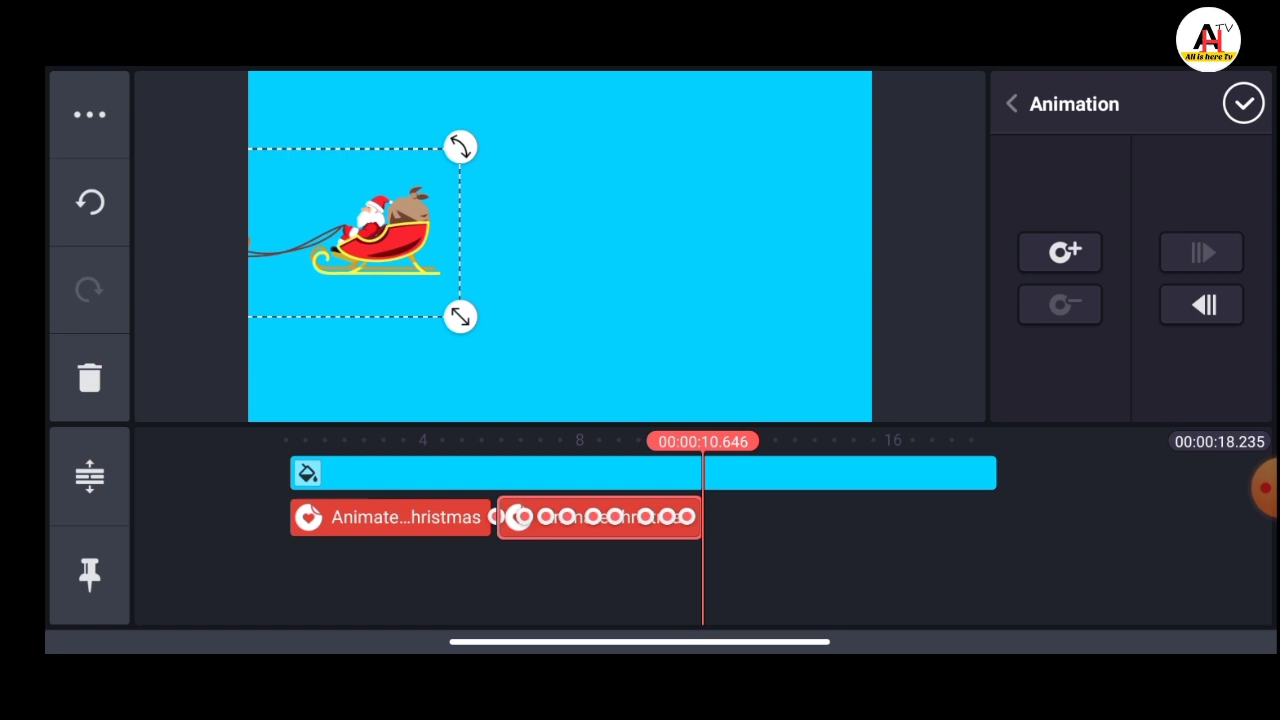 TV
AH
All is here Tv
Animation
00:00:10.646
4
8
16
00:00:18.235
Animate...hristmas